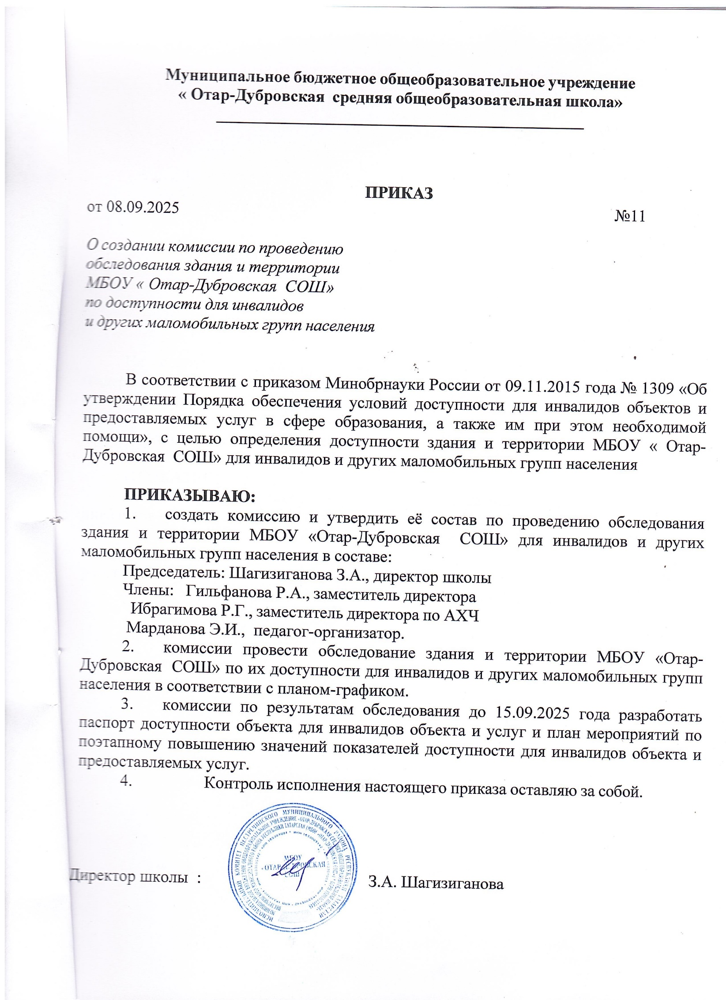 Муниципальное бюджетное общеобразовательное учреждение
« Отар-Дубровская средняя общеобразовательная школа»
ПРИКАЗ
от 08.09.2025
№11
О создании комиссии по проведению
обследования здания и территории
МБОУ « Отар-Дубровская СОШ»
по доступности для инвалидов
и других маломобильных групп населения
В соответствии с приказом Минобрнауки России от 09.11.2015 года № 1309 «Об
утверждении Порядка обеспечения условий доступности для инвалидов объектов и
предоставляемых услуг в сфере образования, а также им при этом необходимой
помощи», с целью определения доступности здания и территории МБОУ « Отар-
Дубровская СОШ» для инвалидов и других маломобильных групп населения
ПРИКАЗЫВАЮ:
1. создать комиссию и утвердить её состав по проведению обследования
здания и территории МБОУ «Отар-Дубровская СОШ» для инвалидов и других
маломобильных групп населения в составе:
Председатель: Шагизиганова З.А., директор школы
Члены: Гильфанова Р.А., заместитель директора
Ибрагимова Р.Г., заместитель директора по АХЧ
Марданова Э.И., педагог-организатор.
2. комиссии провести обследование здания и территории МБОУ «Отар-
Дубровская СОШ» по их доступности для инвалидов и других маломобильных групп
населения в соответствии с планом-графиком.
3. комиссии по результатам обследования до 15.09.2025 года разработать
паспорт доступности объекта для инвалидов объекта и услуг и план мероприятий по
поэтапному повышению значений показателей доступности для инвалидов объекта и
предоставляемых услуг.
4. Контроль исполнения настоящего приказа оставляю за собой.
ИСПОЛНИТЕЛЬНЫЙ КОМИТЕТ ПЕСТРЕЧИНСКОГО МУНИЦИПАЛЬНОГО РАЙОНА РЕСПУБЛИКИ ТАТАРСТАН
МБОУ
Директор школы :
З.А. Шагизиганова